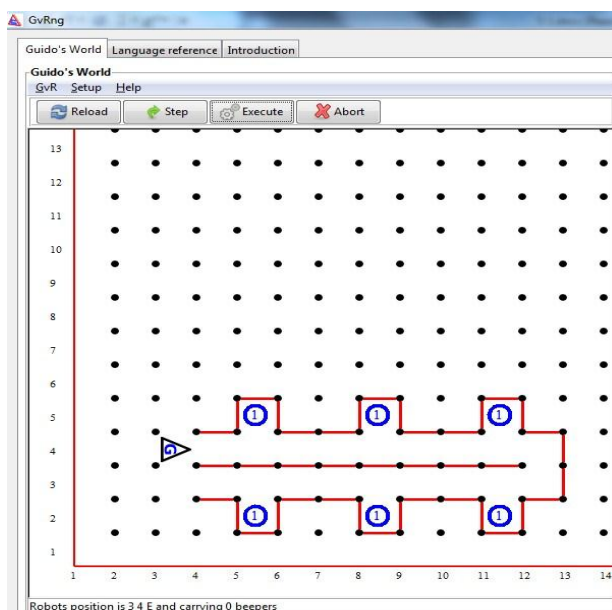 GvRng
Guido's World Language reference Introduction
Guido's World
GvR Setup Help
Reload Step Execute Abort
13
12
11
10
9
8
7
6
5 1 1 1
4 G
3
2 1 1 1
1
1 2 3 4 5 6 7 8 9 10 11 12 13 14
Robots position is 3 4 E and carrying 0 beepers